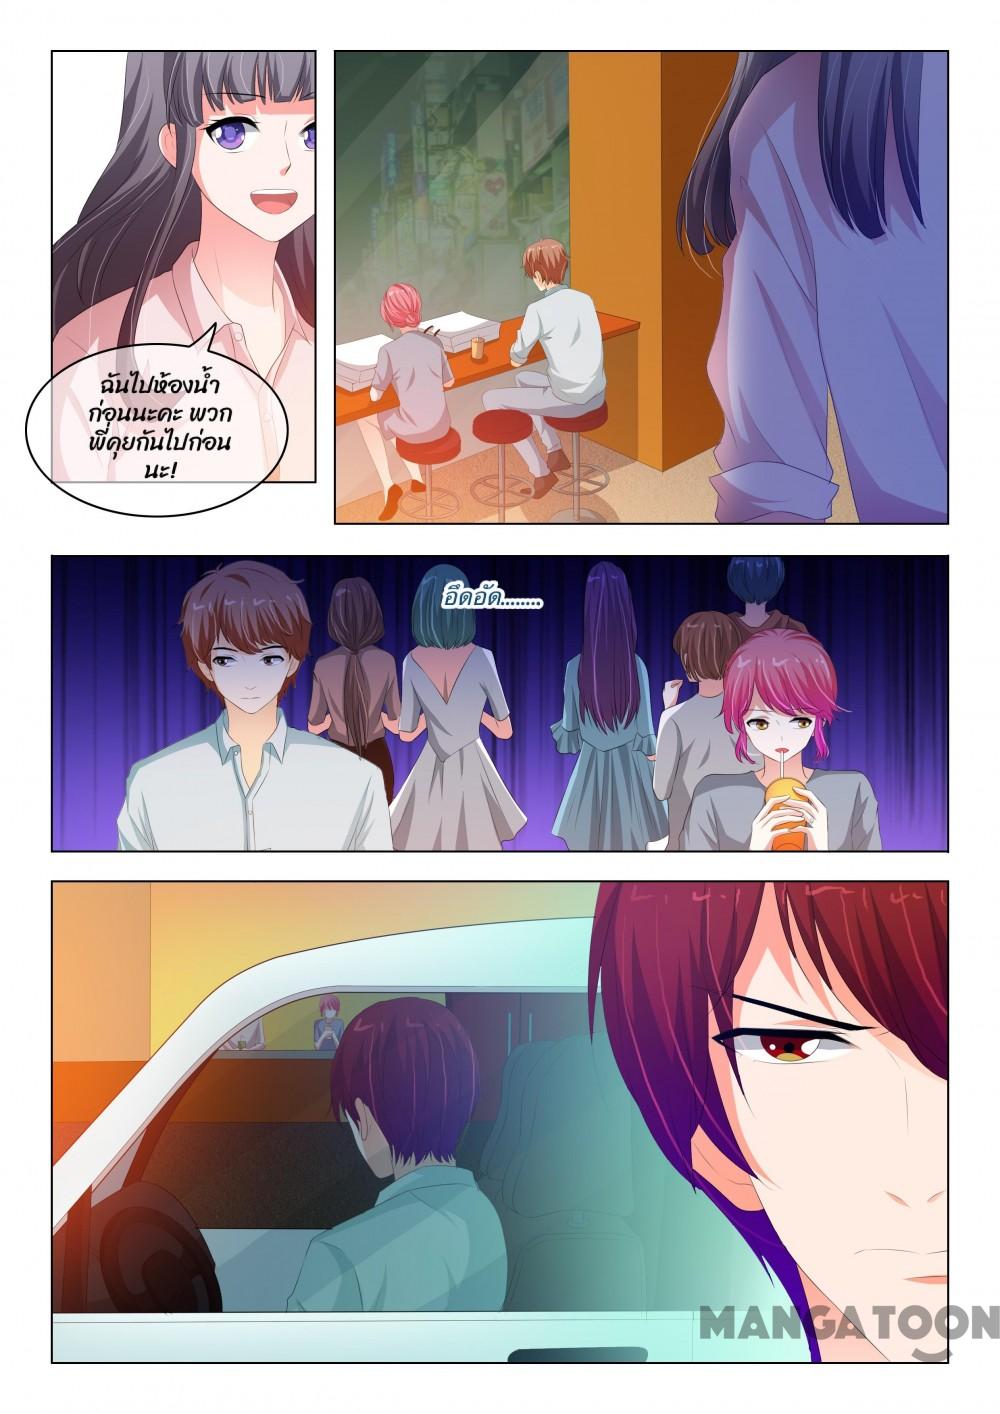 ฉันไปห้องน้ำ
ก่อนนะคะ พวก
พี่คุยกันไปก่อน
นะ!
อึดอัด........
MANGATOON